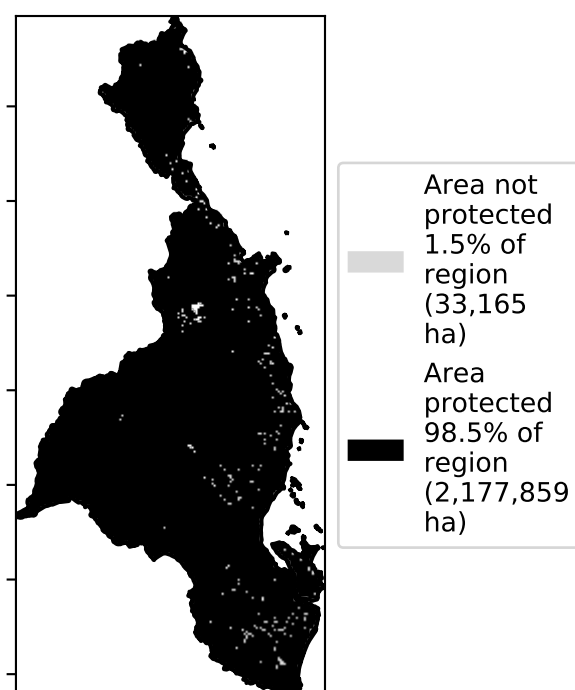 Area not
protected
1.5% of
region
(33,165
ha)
Area
protected
98.5% of
region
(2,177,859
ha)